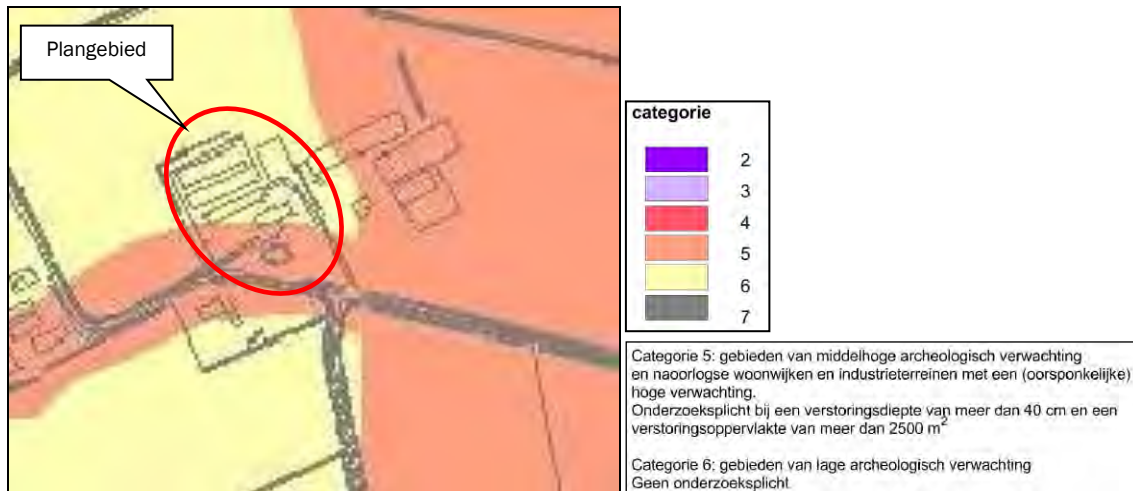 Plangebied
categorie
2
3
4
5
6
7
Categorie 5: gebieden van middelhoge archeologisch verwachting
en naoorlogse woonwijken en industrieterreinen met een (oorsponkelijke)
hoge verwachting.
Onderzoeksplicht bij een verstoringsdiepte van meer dan 40 cm en een
verstoringsoppervlakte van meer dan 2500 m²
Categorie 6: gebieden van lage archeologisch verwachting
Geen onderzoeksplicht